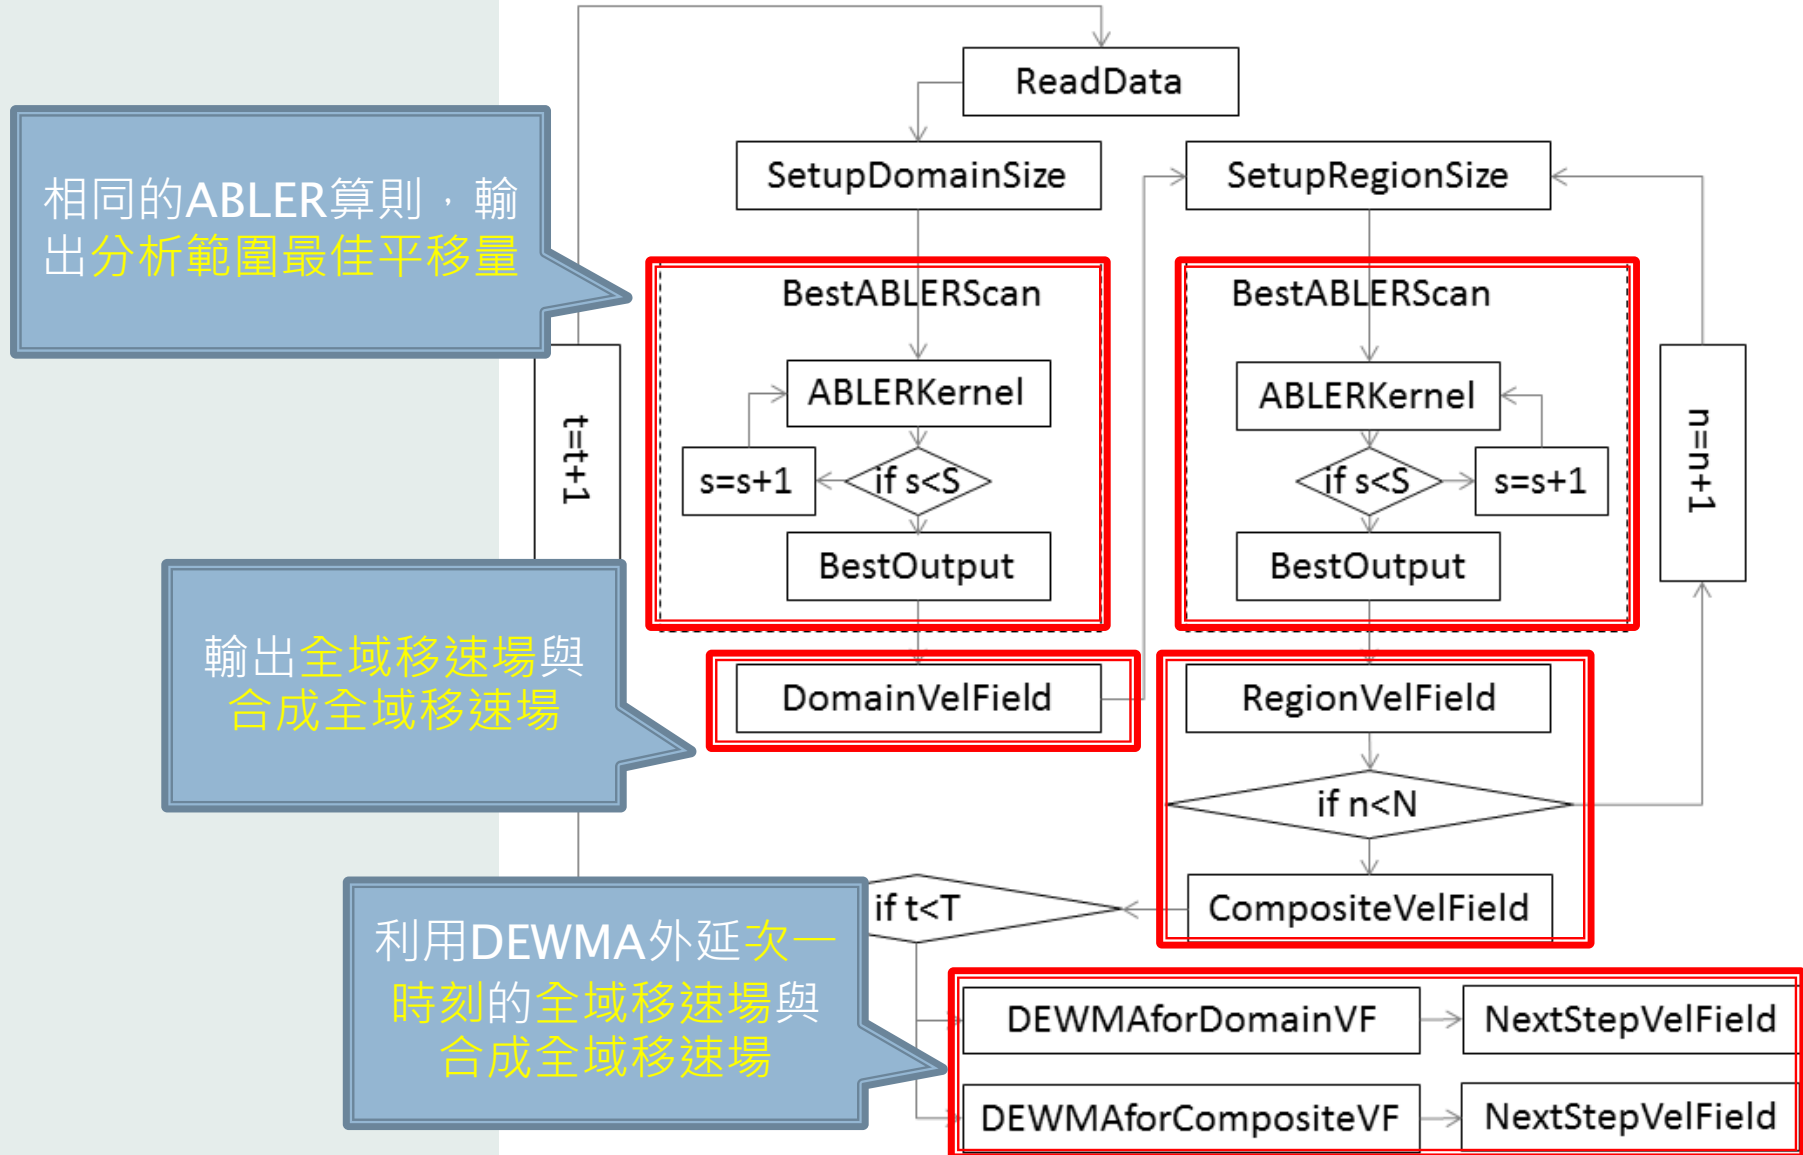 ReadData
SetupDomainSize
SetupRegionSize
相同的ABLER算則，輸
出分析範圍最佳平移量
BestABLERScan
BestABLERScan
ABLERKernel
ABLERKernel
t=t+1
n=n+1
s=s+1
if s<S
if s<S
s=s+1
BestOutput
BestOutput
輸出全域移速場與
合成全域移速場
DomainVelField
RegionVelField
if n<N
if t<T
CompositeVelField
利用DEWMA外延次一
時刻的全域移速場與
合成全域移速場
DEWMAforDomainVF
NextStepVelField
DEWMAforCompositeVF
NextStepVelField